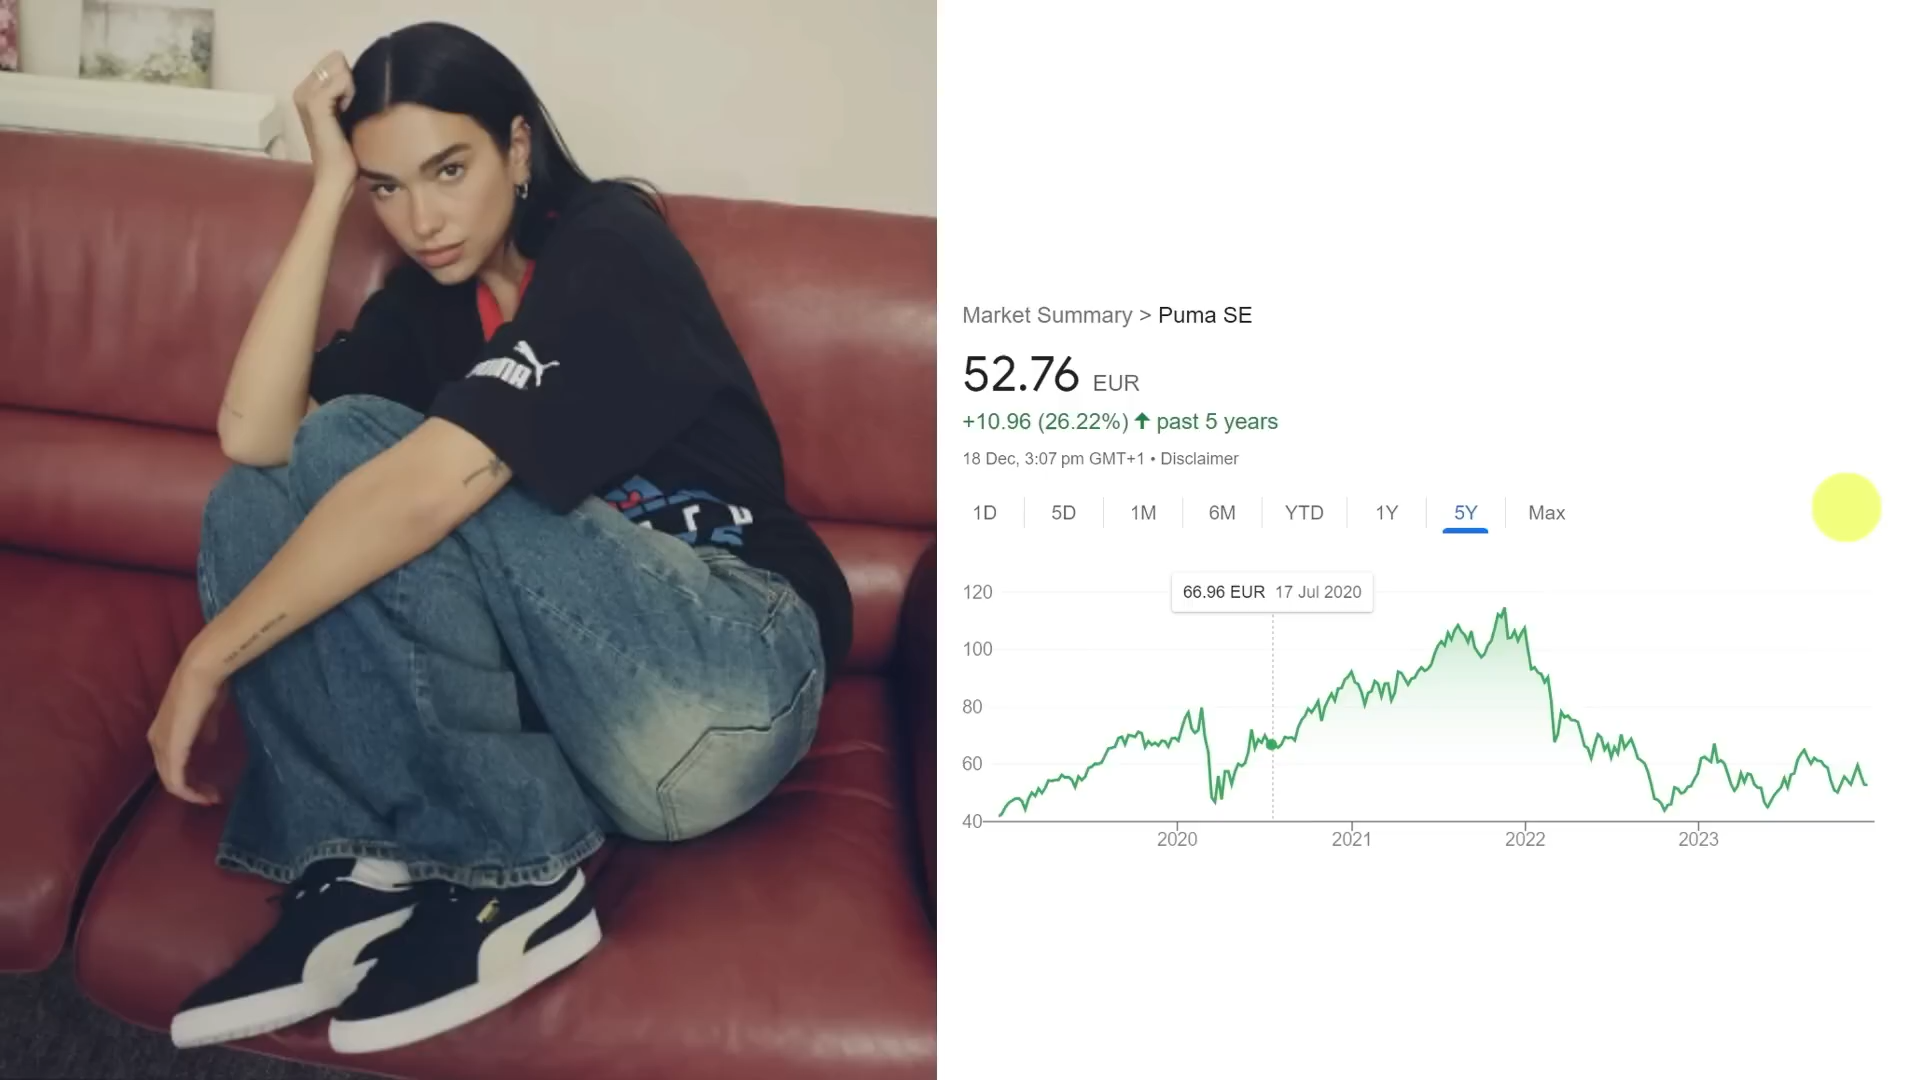 PUMA
Market Summary > Puma SE
52.76 EUR
+10.96 (26.22%) past 5 years
18 Dec, 3:07 pm GMT+1 • Disclaimer
1D 5D 1M 6M YTD 1Y 5Y Max
66.96 EUR 17 Jul 2020
120
100
80
60
40
2020 2021 2022 2023